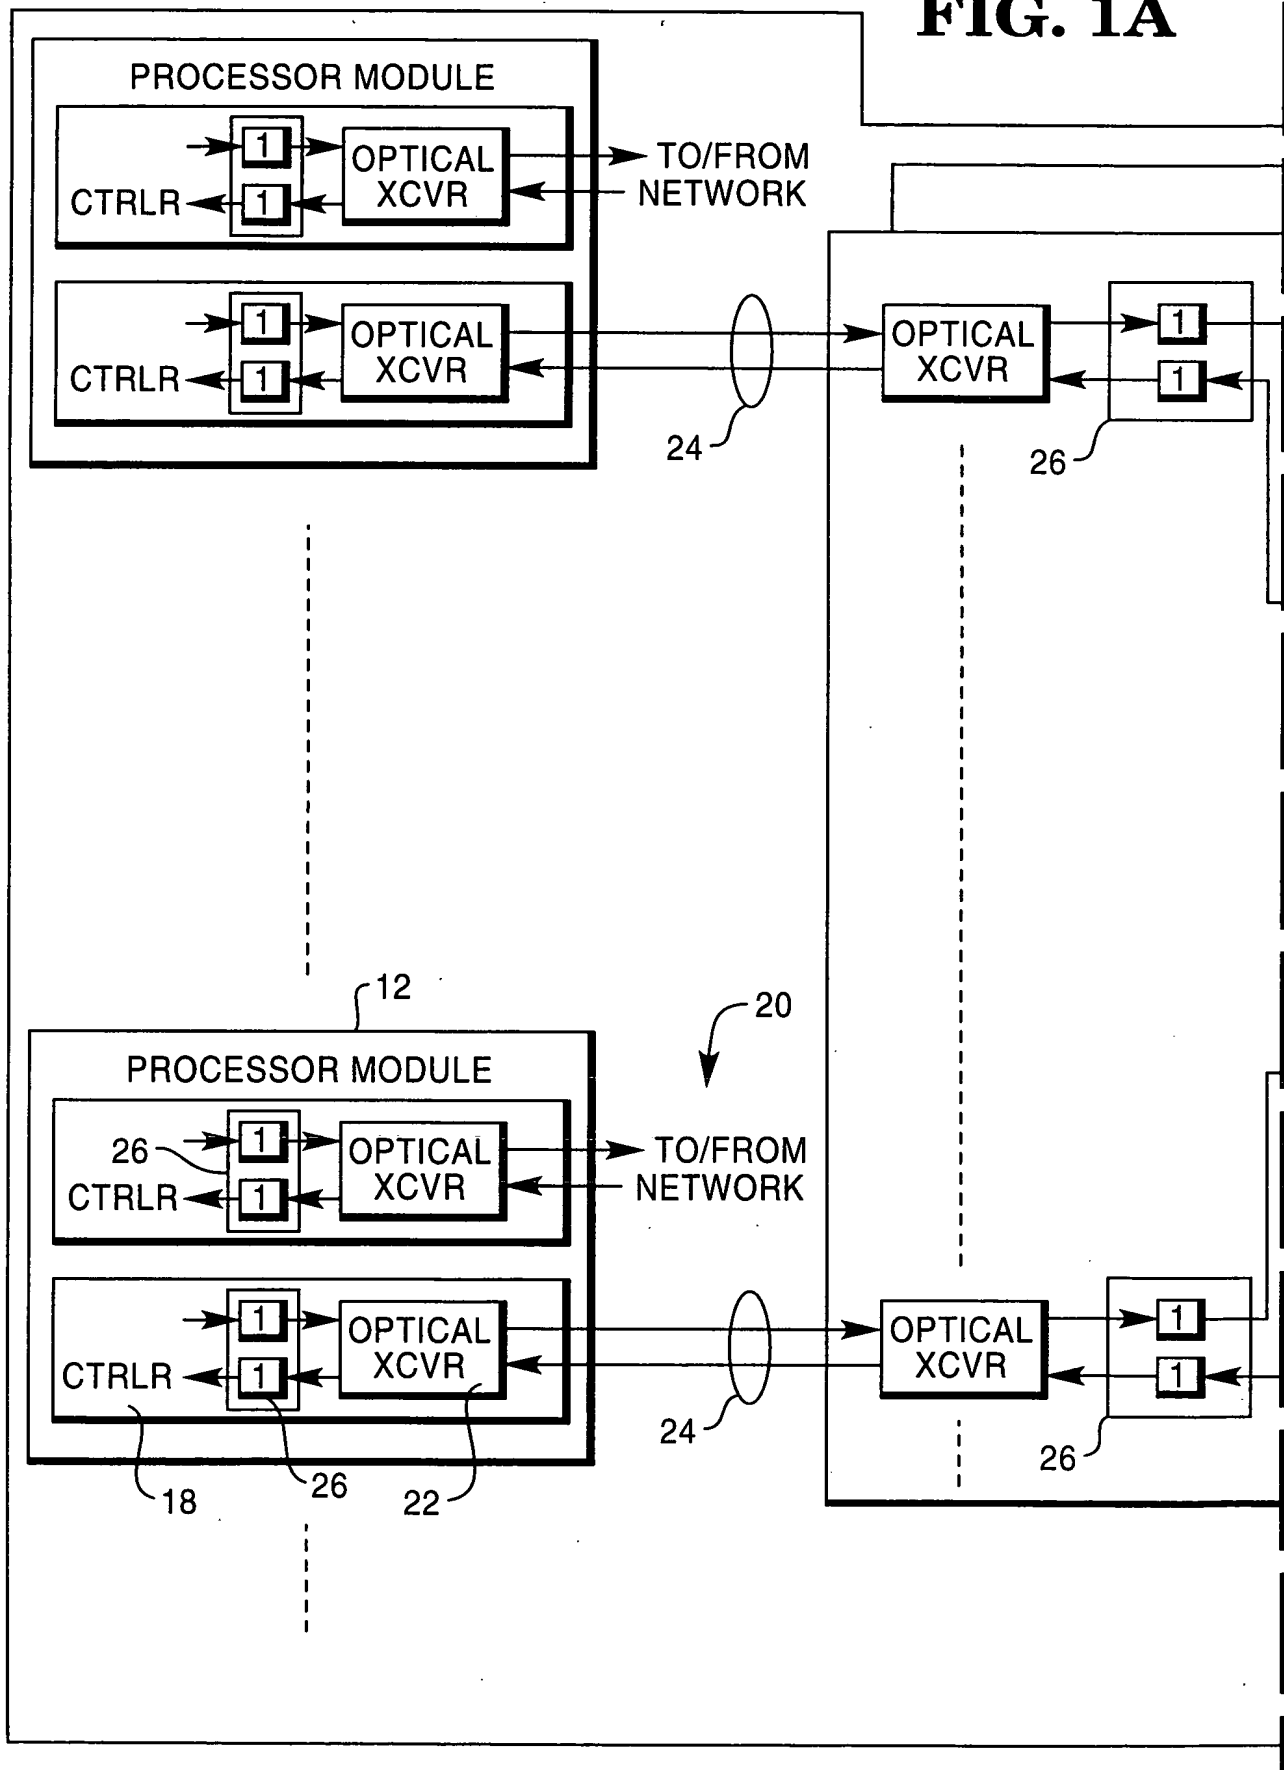 FIG. 1A
PROCESSOR MODULE
1
OPTICAL
XCVR
TO/FROM
NETWORK
CTRLR
1
1
OPTICAL
XCVR
CTRLR
1
24
OPTICAL
XCVR
1
1
26
12
20
PROCESSOR MODULE
26
1
OPTICAL
XCVR
TO/FROM
NETWORK
CTRLR
1
1
OPTICAL
XCVR
CTRLR
1
18
26
22
24
OPTICAL
XCVR
1
1
26